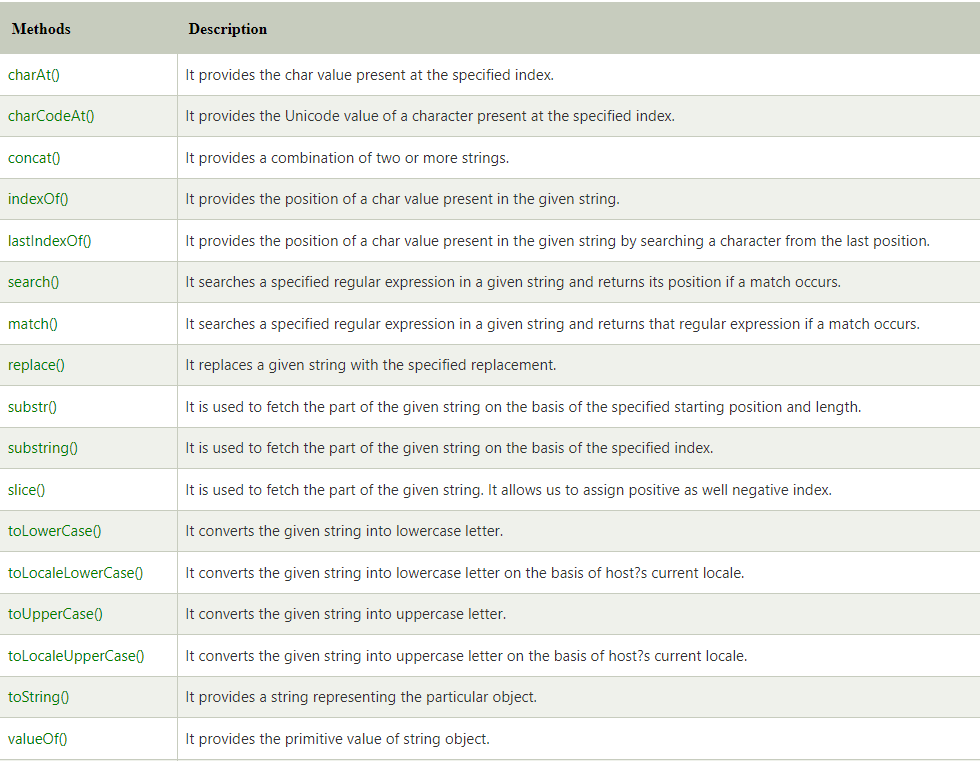 Methods Description
charAt() It provides the char value present at the specified index.
charCodeAt() It provides the Unicode value of a character present at the specified index.
concat() It provides a combination of two or more strings.
indexOf() It provides the position of a char value present in the given string.
lastIndexOf() It provides the position of a char value present in the given string by searching a character from the last position.
search() It searches a specified regular expression in a given string and returns its position if a match occurs.
match() It searches a specified regular expression in a given string and returns that regular expression if a match occurs.
replace() It replaces a given string with the specified replacement.
substr() It is used to fetch the part of the given string on the basis of the specified starting position and length.
substring() It is used to fetch the part of the given string on the basis of the specified index.
slice() It is used to fetch the part of the given string. It allows us to assign positive as well negative index.
toLowerCase() It converts the given string into lowercase letter.
toLocaleLowerCase() It converts the given string into lowercase letter on the basis of host?s current locale.
toUpperCase() It converts the given string into uppercase letter.
toLocaleUpperCase() It converts the given string into uppercase letter on the basis of host?s current locale.
toString() It provides a string representing the particular object.
valueOf() It provides the primitive value of string object.